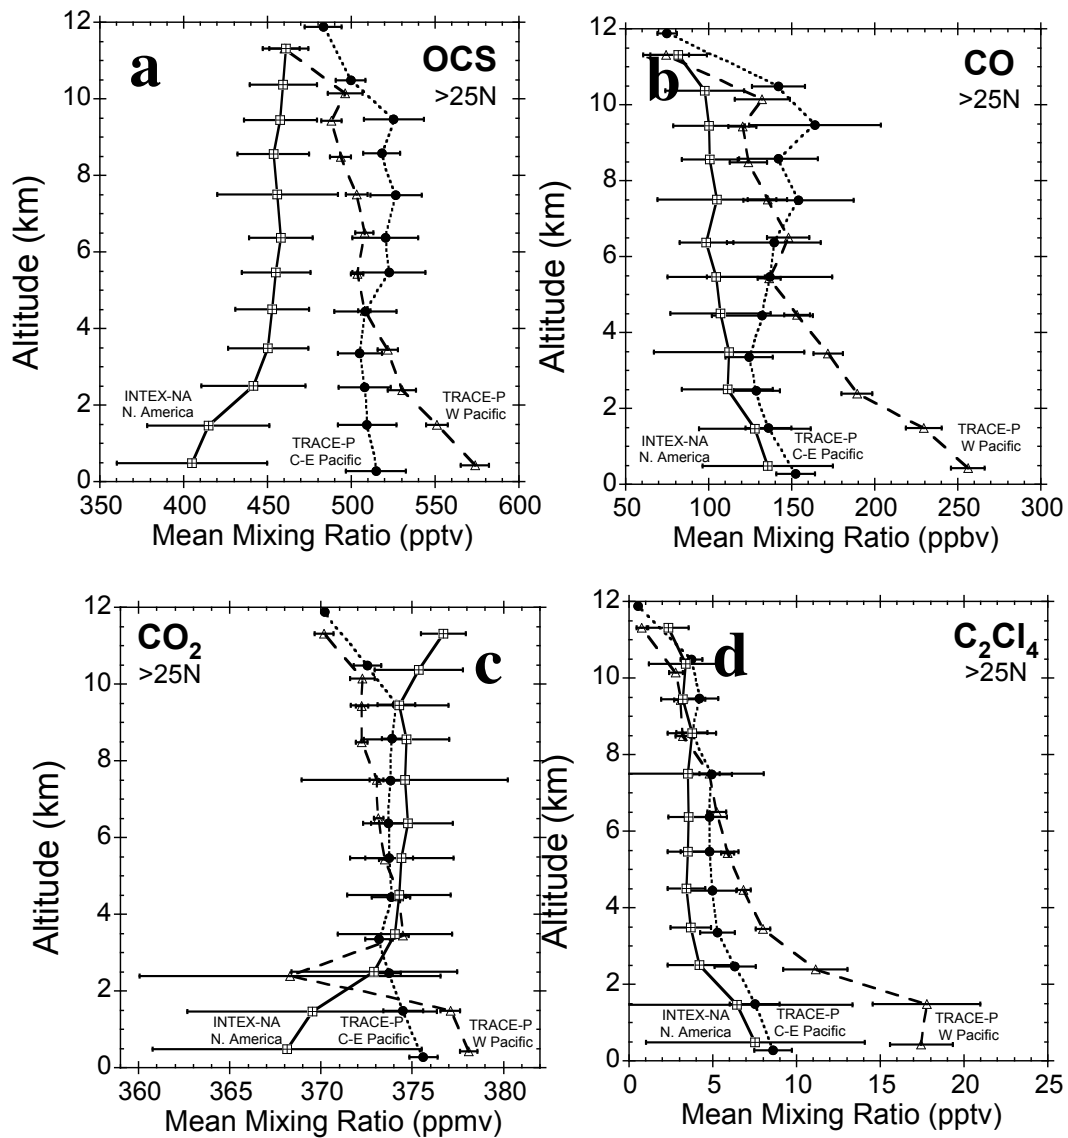 a
OCS
>25N
12
10
8
6
4
2
0
Altitude (km)
INTEX-NA
N. America
TRACE-P
C-E Pacific
TRACE-P
W Pacific
350 400 450 500 550 600
Mean Mixing Ratio (pptv)
b
CO
>25N
12
10
8
6
4
2
0
Altitude (km)
INTEX-NA
N. America
TRACE-P
C-E Pacific
TRACE-P
W Pacific
50 100 150 200 250 300
Mean Mixing Ratio (ppbv)
CO2
>25N
c
12
10
8
6
4
2
0
Altitude (km)
INTEX-NA
N. America
TRACE-P
C-E Pacific
TRACE-P
W Pacific
360 365 370 375 380
Mean Mixing Ratio (ppmv)
d
C2Cl4
>25N
12
10
8
6
4
2
0
Altitude (km)
INTEX-NA
N. America
TRACE-P
C-E Pacific
TRACE-P
W Pacific
0 5 10 15 20 25
Mean Mixing Ratio (pptv)